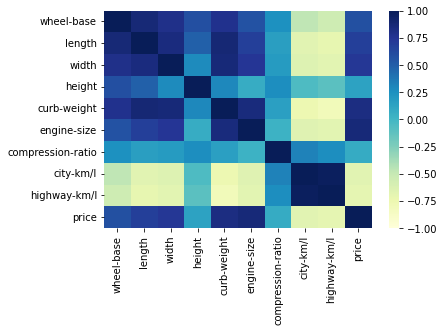 wheel-base
length
width
height
curb-weight
engine-size
compression-ratio
city-km/l
highway-km/l
price
wheel-base
length
width
height
curb-weight
engine-size
compression-ratio
city-km/l
highway-km/l
price
1.00
0.75
0.50
0.25
0.00
−0.25
−0.50
−0.75
−1.00